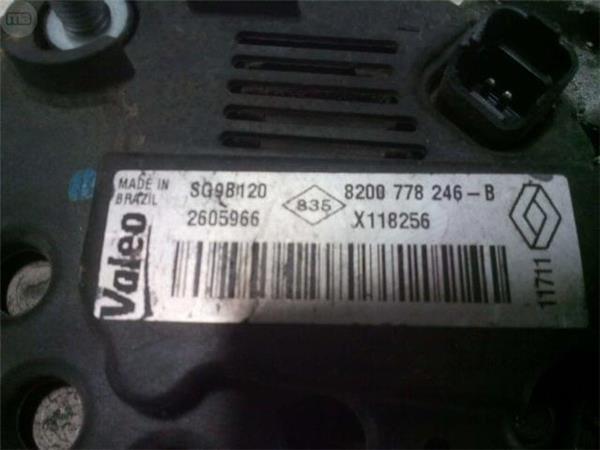 MADE IN
BRAZIL
Valeo
SG9B120
835
8200 778 246-B
2605966
X118256
11711